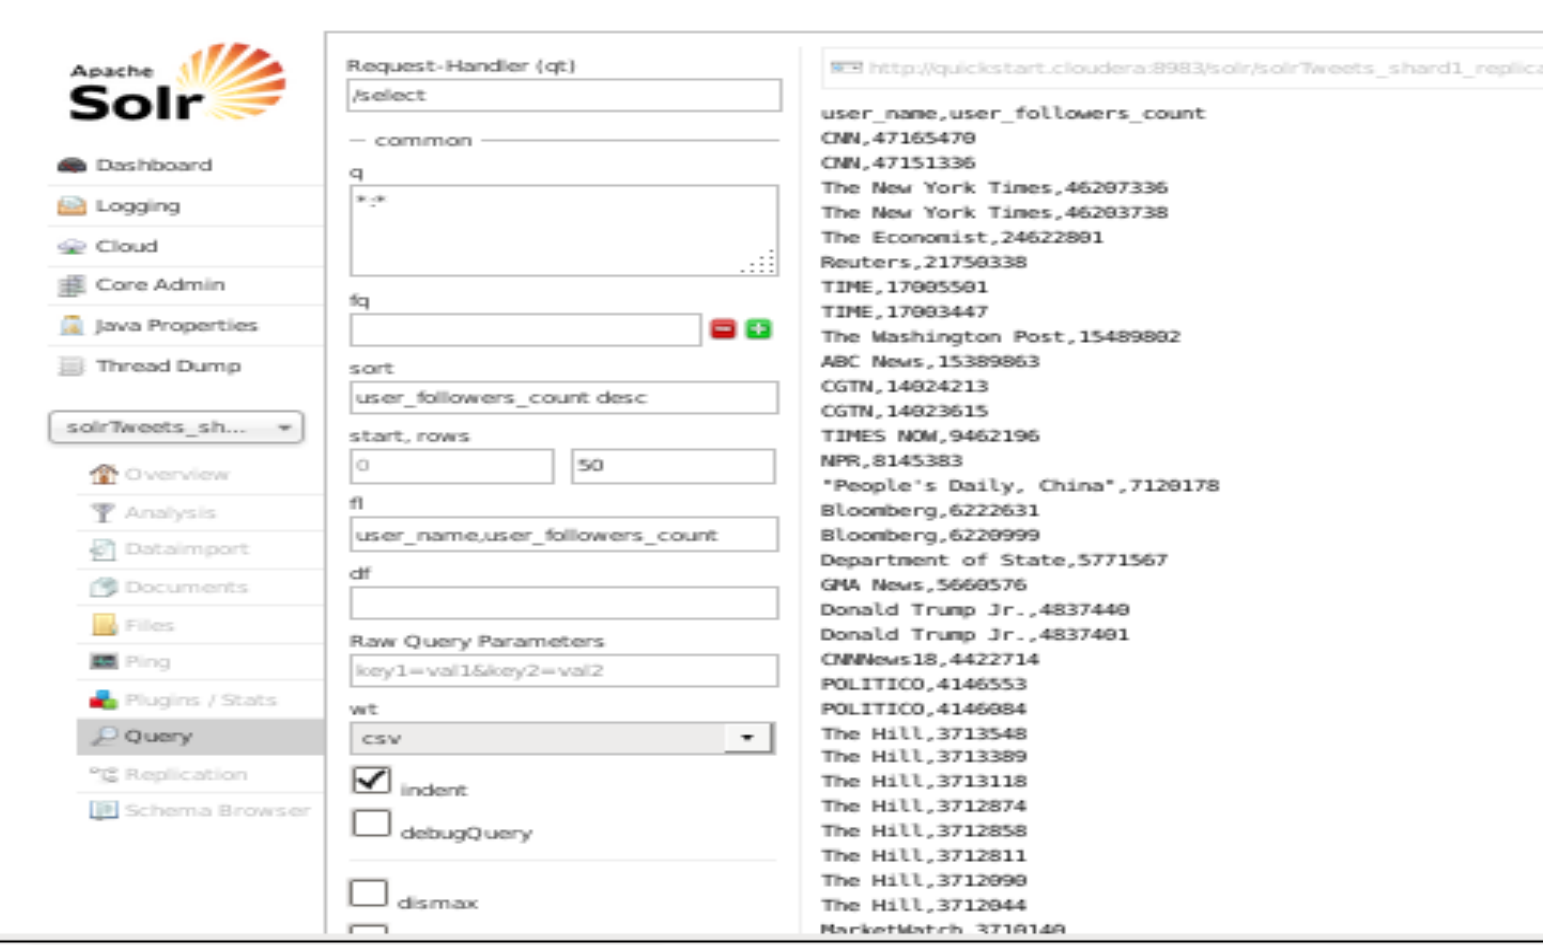 Apache
Solr
Dashboard
Logging
Cloud
Core Admin
Java Properties
Thread Dump
solrTweets_sh...
Overview
Analysis
Dataimport
Documents
Files
Ping
Plugins / Stats
Query
Replication
Schema Browser
Request-Handler (qt)
/select
common
q
*:*
fq
sort
user_followers_count desc
start, rows
0 50
fl
user_name,user_followers_count
df
Raw Query Parameters
key1=val1&key2=val2
wt
csv
indent
debugQuery
dismax
http://quickstart.cloudera:8983/solr/solrTweets_shard1_replica
user_name,user_followers_count
CNN,47165470
CNN,47151336
The New York Times,46207336
The New York Times,46203738
The Economist,24622801
Reuters,21750338
TIME,17005501
TIME,17003447
The Washington Post,15489802
ABC News,15389863
CGTN,14024213
CGTN,14023615
TIMES NOW,9462196
NPR,8145383
"People's Daily, China",7120178
Bloomberg,6222631
Bloomberg,6220999
Department of State,5771567
GMA News,5660576
Donald Trump Jr.,4837440
Donald Trump Jr.,4837401
CNNNews18,4422714
POLITICO,4146553
POLITICO,4146084
The Hill,3713548
The Hill,3713389
The Hill,3713118
The Hill,3712874
The Hill,3712858
The Hill,3712811
The Hill,3712090
The Hill,3712044
MarketWatch,3710140